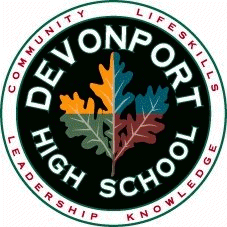 COMMUNITY LIFESKILLS
DEVONPORT
HIGH SCHOOL
LEADERSHIP KNOWLEDGE